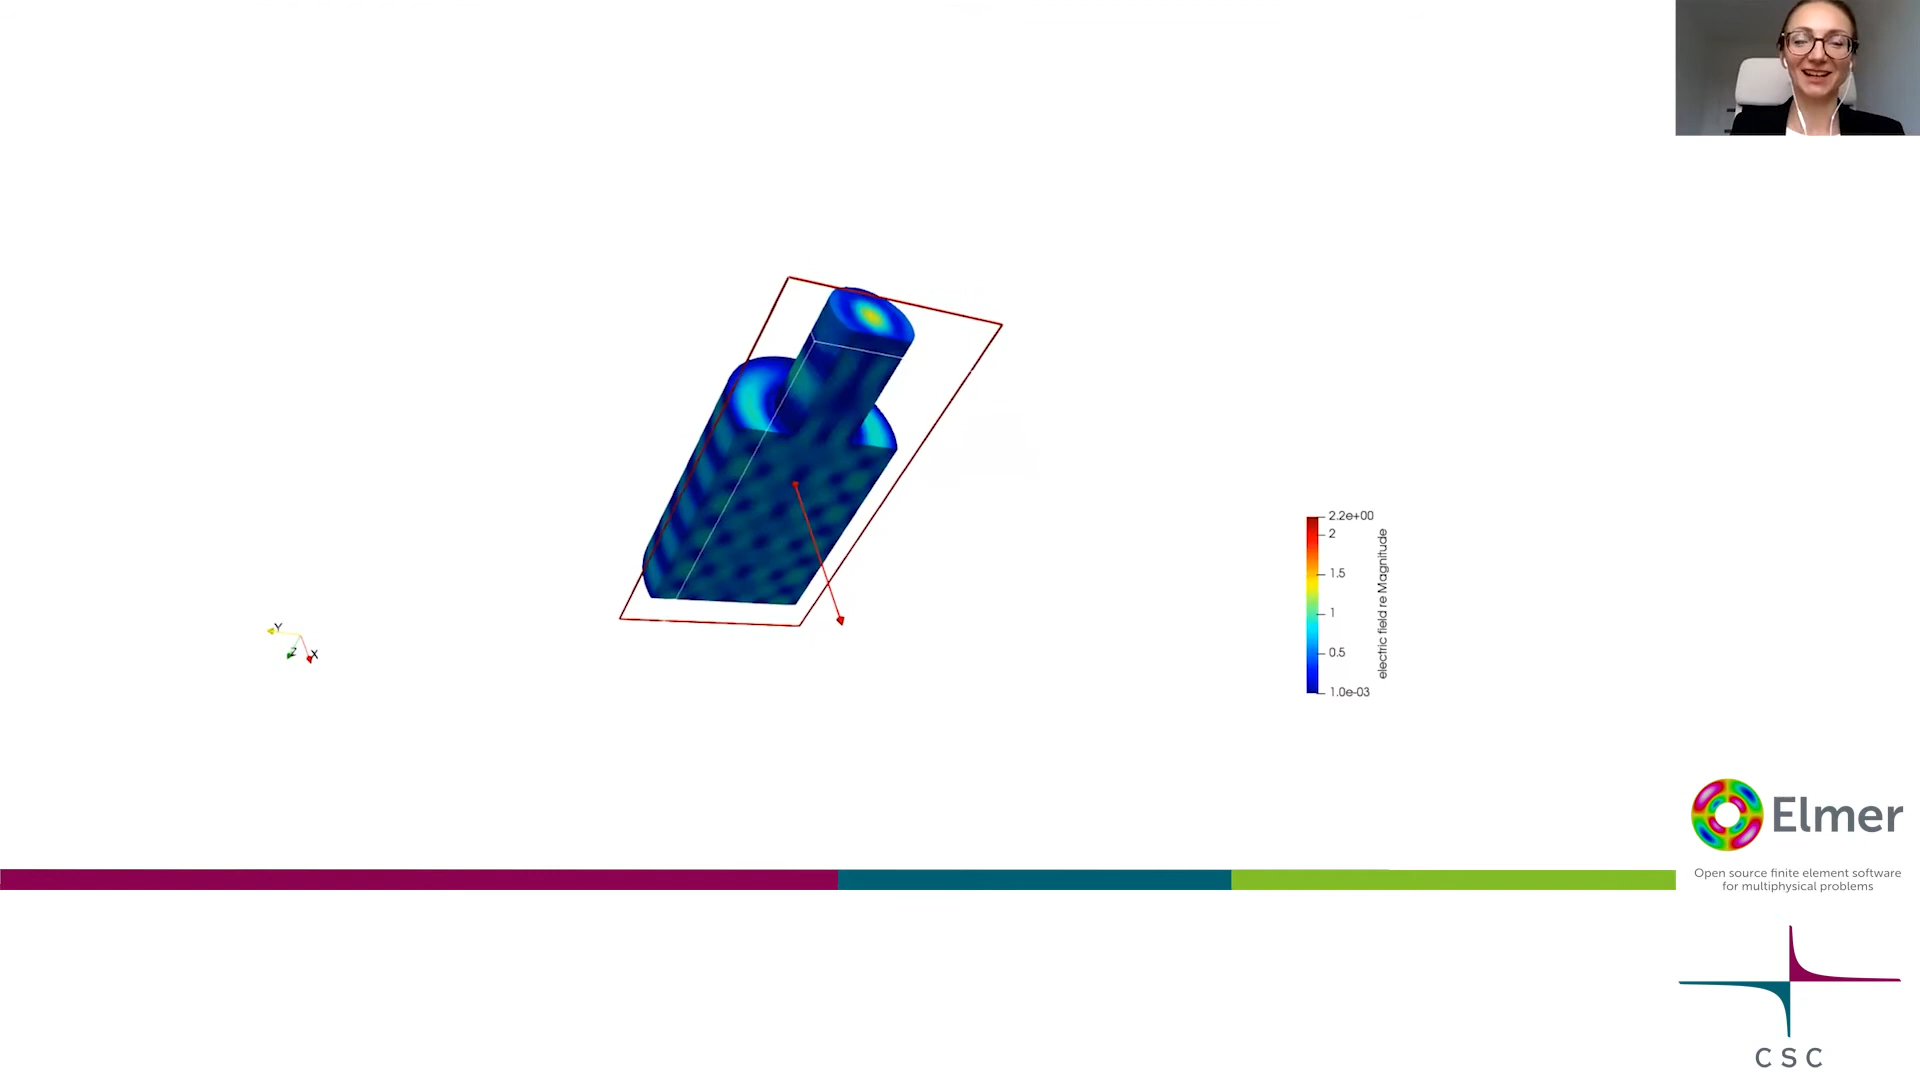 2.2e+00
2
1.5
1
0.5
1.0e-03
electric field re Magnitude
Y
Z
X
Elmer
Open source finite element software
for multiphysical problems
CSC